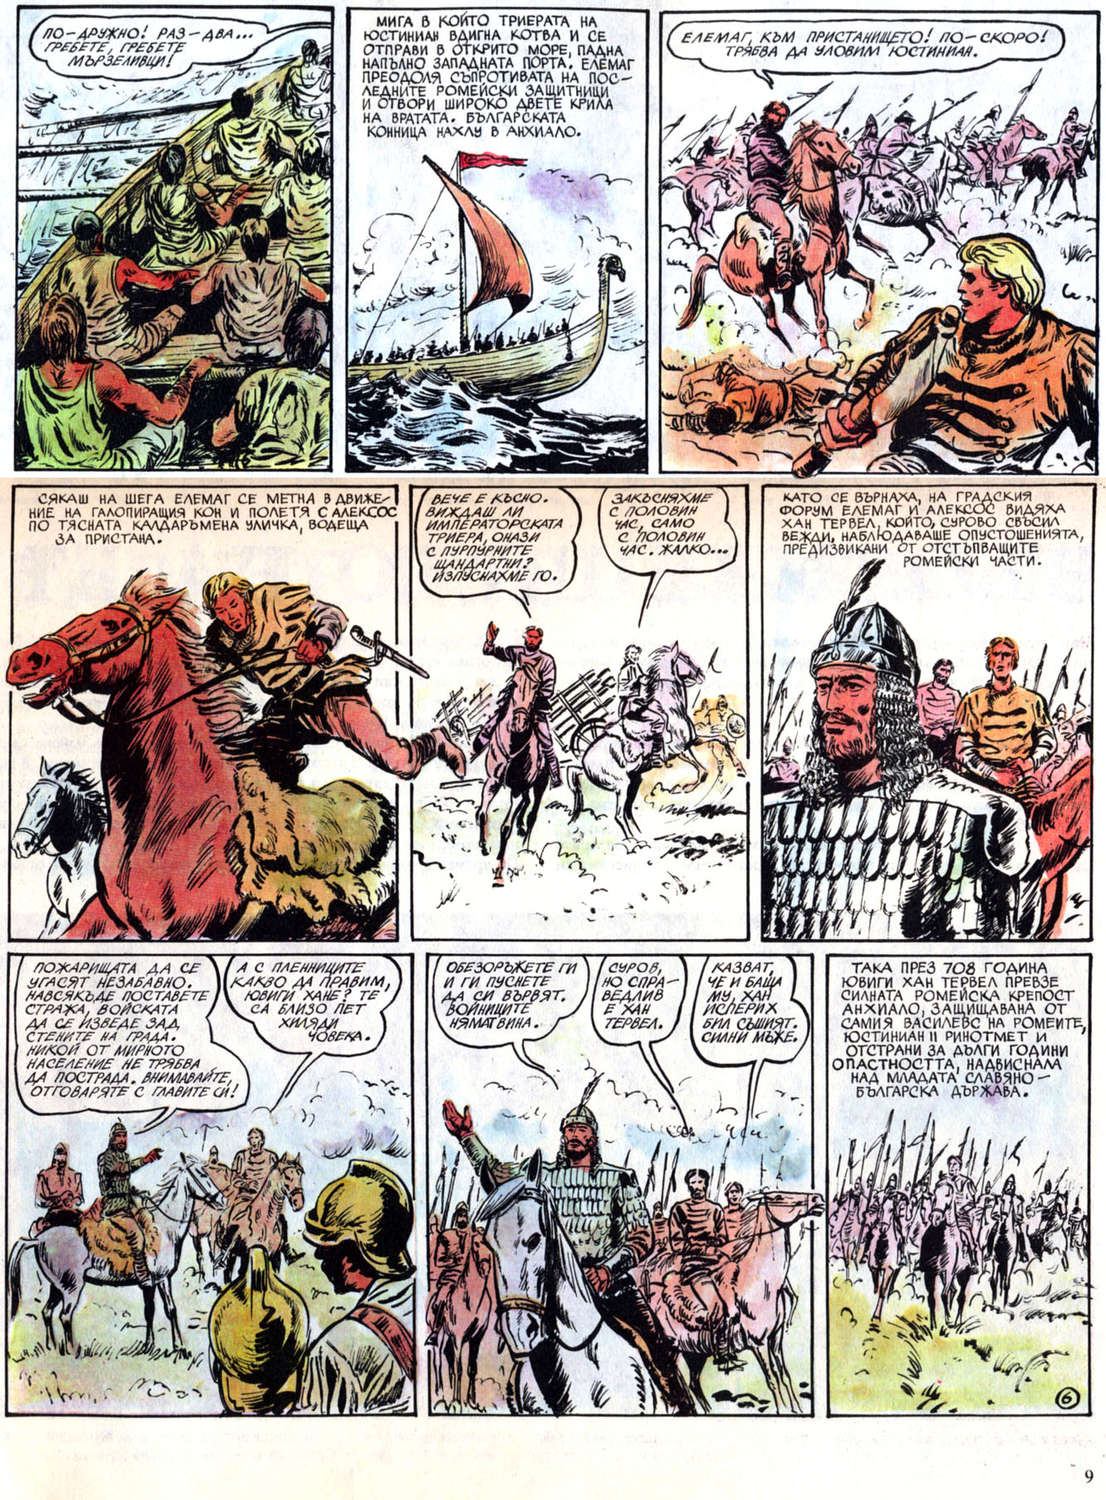 ПО-ДРУЖНО! РАЗ-ДВА...
ГРЕБЕТЕ, ГРЕБЕТЕ
МЪРЗЕЛИВЦИ!
МИГА В КОЙТО ТРИЕРАТА НА
ЮСТИНИАН ВДИГНА КОТВА И СЕ
ОТПРАВИ В ОТКРИТО МОРЕ, ПАДНА
НАПЪЛНО ЗАПАДНАТА ПОРТА. ЕЛЕМАГ
ПРЕОДОЛЯ СЪПРОТИВАТА НА ПОС-
ЛЕДНИТЕ РОМЕЙСКИ ЗАЩИТНИЦИ
И ОТВОРИ ШИРОКО ДВЕТЕ КРИЛА
НА ВРАТАТА. БЪЛГАРСКАТА
КОННИЦА НАХЛУ В АНХИАЛО.
ЕЛЕМАГ, КЪМ ПРИСТАНИЩЕТО! ПО-СКОРО!
ТРЯБВА ДА УЛОВИМ ЮСТИНИАН.
СЯКАШ НА ШЕГА ЕЛЕМАГ СЕ МЕТНА В ДВИЖЕ-
НИЕ НА ГАЛОПИРАЩИЯ КОН И ПОЛЕТЯ С АЛЕКСОС
ПО ТЯСНАТА КАЛДАРЪМЕНА УЛИЧКА, ВОДЕЩА
ЗА ПРИСТАНА.
ВЕЧЕ Е КЪСНО.
ВИЖДАШ ЛИ
ИМПЕРАТОРСКАТА
ТРИЕРА, ОНАЗИ
С ПУРПУРНИТЕ
ЩАНДАРТНИ?
ИЗПУСНАХМЕ ГО.
ЗАКЪСНЯХМЕ
С ПОЛОВИН
ЧАС, САМО
С ПОЛОВИН
ЧАС. ЖАЛКО...
КАТО СЕ ВЪРНАХА, НА ГРАДСКИЯ
ФОРУМ ЕЛЕМАГ И АЛЕКСОС ВИДЯХА
ХАН ТЕРВЕЛ, КОЙТО, СУРОВО СВЪСИЛ
ВЕЖДИ, НАБЛЮДАВАШЕ ОПУСТОШЕНИЯТА,
ПРЕДИЗВИКАНИ ОТ ОТСТЪПВАЩИТЕ
РОМЕЙСКИ ЧАСТИ.
ПОЖАРИЩАТА ДА СЕ
УГАСЯТ НЕЗАБАВНО.
НАВСЯКЪДЕ ПОСТАВЕТЕ
СТРАЖА, ВОЙСКАТА
ДА СЕ ИЗВЕДЕ ЗАД
СТЕНИТЕ НА ГРАДА.
НИКОЙ ОТ МИРНОТО
НАСЕЛЕНИЕ НЕ ТРЯБВА
ДА ПОСТРАДА. ВНИМАВАЙТЕ,
ОТГОВАРЯТЕ С ГЛАВИТЕ СИ!
А С ПЛЕННИЦИТЕ
КАКВО ДА ПРАВИМ,
ЮВИГИ ХАНЕ? ТЕ
СА БЛИЗО ПЕТ
ХИЛЯДИ
ЧОВЕКА.
ОБЕЗОРЪЖЕТЕ ГИ
И ГИ ПУСНЕТЕ
ДА СИ ВЪРВЯТ.
ВОЙНИЦИТЕ
НЯМАТ ВИНА.
СУРОВ,
НО СПРА-
ВЕДЛИВ
Е ХАН
ТЕРВЕЛ.
КАЗВАТ,
ЧЕ И БАЩА
МУ, ХАН
ИСПЕРИХ
БИЛ СЪЩИЯТ.
СИЛНИ МЪЖЕ.
ТАКА ПРЕЗ 708 ГОДИНА
ЮВИГИ ХАН ТЕРВЕЛ ПРЕВЗЕ
СИЛНАТА РОМЕЙСКА КРЕПОСТ
АНХИАЛО, ЗАЩИЩАВАНА ОТ
САМИЯ ВАСИЛЕВС НА РОМЕИТЕ,
ЮСТИНИАН II РИНОТМЕТ И
ОТСТРАНИ ЗА ДЪЛГИ ГОДИНИ
ОПАСТНОСТТА, НАДВИСНАЛА
НАД МЛАДАТА СЛАВЯНО-
БЪЛГАРСКА ДЪРЖАВА.
6
9